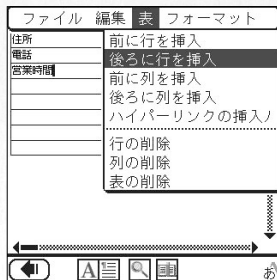 ファイル 編集 表 フォーマット
住所
電話
営業時間
前に行を挿入
後ろに行を挿入
前に列を挿入
後ろに列を挿入
ハイパーリンクの挿入/
行の削除
列の削除
表の削除
A
あ